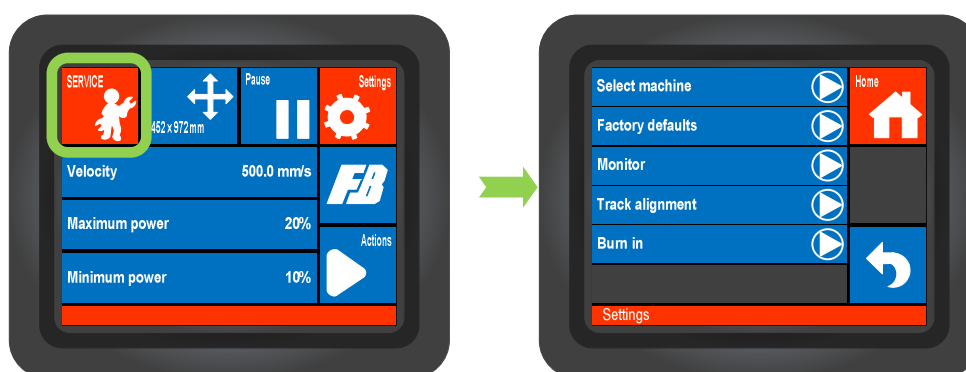 SERVICE
452 x 972 mm
Pause
Settings
Velocity 500.0 mm/s
FB
Maximum power 20%
Actions
Minimum power 10%
Select machine
Home
Factory defaults
Monitor
Track alignment
Burn in
Settings